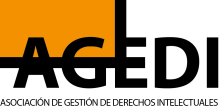 AGEDI
ASOCIACIÓN DE GESTIÓN DE DERECHOS INTELECTUALES